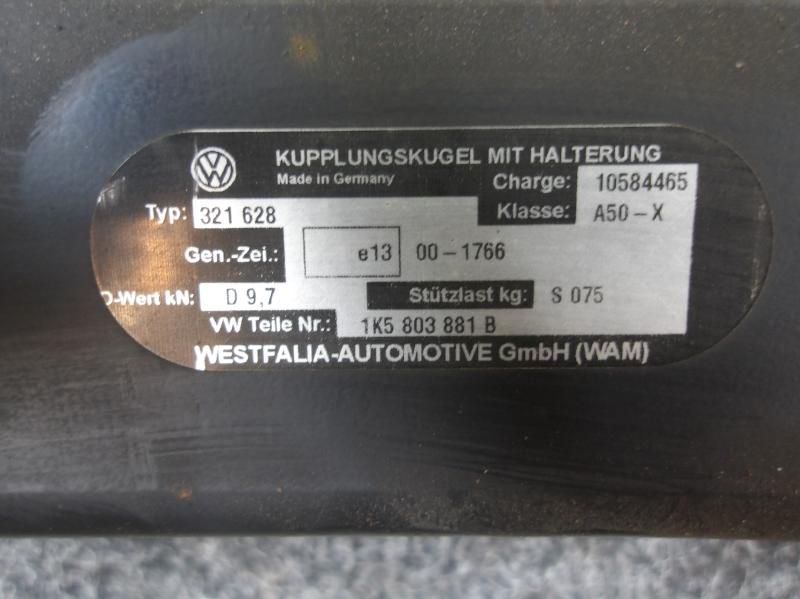 KUPPLUNGSKUGEL MIT HALTERUNG
Made in Germany Charge: 10584465
Typ: 321 628 Klasse: A50-X
Gen.-Zei.: e13 00-1766
D-Wert kN: D 9,7 Stützlast kg: S 075
VW Teile Nr.: 1K5 803 881 B
WESTFALIA-AUTOMOTIVE GmbH (WAM)